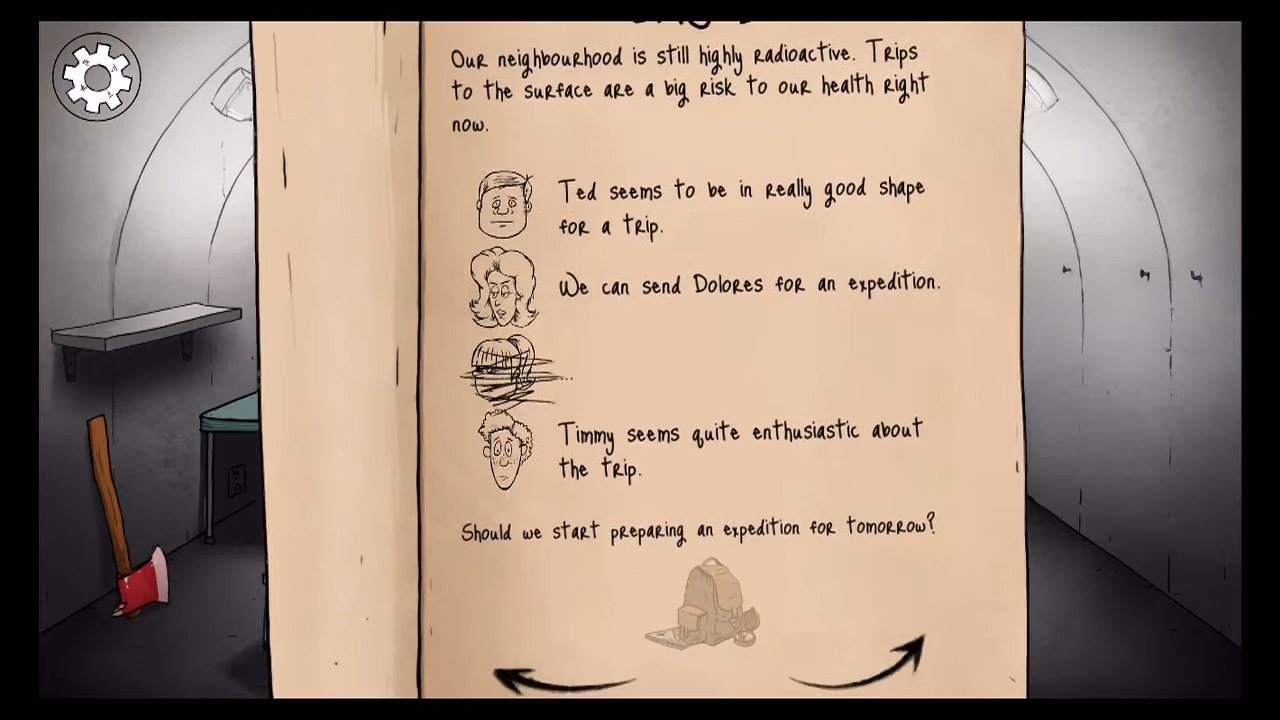 Our neighbourhood is still highly radioactive. Trips
to the surface are a big risk to our health right
now.
Ted seems to be in really good shape
for a trip.
We can send Dolores for an expedition.
Timmy seems quite enthusiastic about
the trip.
Should we start preparing an expedition for tomorrow?